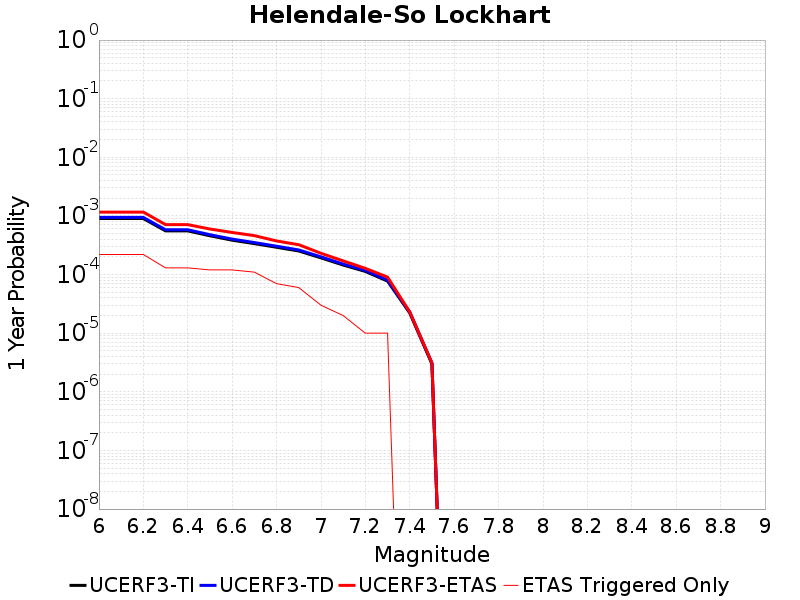 Helendale-So Lockhart
1 Year Probability
10^0
10^-1
10^-2
10^-3
10^-4
10^-5
10^-6
10^-7
10^-8
6 6.2 6.4 6.6 6.8 7 7.2 7.4 7.6 7.8 8 8.2 8.4 8.6 8.8 9
Magnitude
UCERF3-TI UCERF3-TD UCERF3-ETAS ETAS Triggered Only